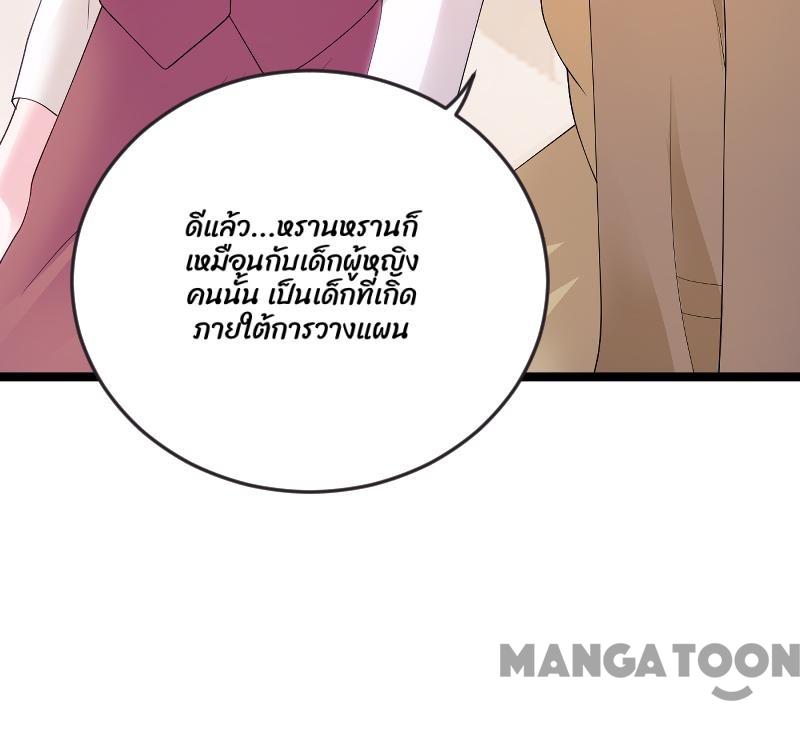 ดีแล้ว...หรานหรานก็
เหมือนกับเด็กผู้หญิง
คนนั้น เป็นเด็กที่เกิด
ภายใต้การวางแผน
MANGATOON